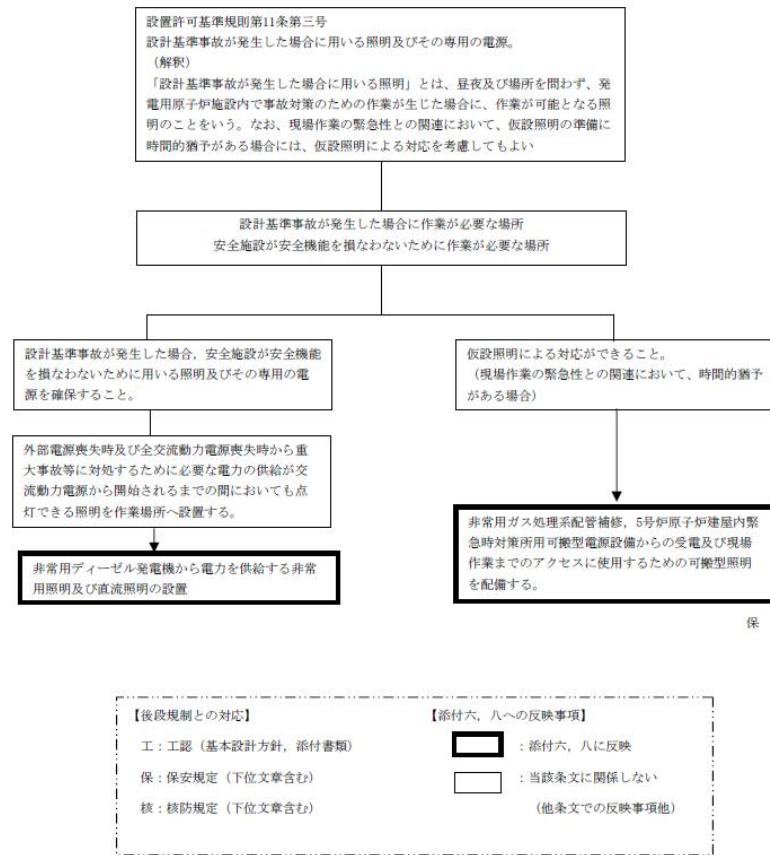 設置許可基準規則第11条第三号
設計基準事故が発生した場合に用いる照明及びその専用の電源。
（解釈）
「設計基準事故が発生した場合に用いる照明」とは、昼夜及び場所を問わず、発
電用原子炉施設内で事故対策のための作業が生じた場合に、作業が可能となる照
明のことをいう。なお、現場作業の緊急性との関連において、仮設照明の準備に
時間的猶予がある場合には、仮設照明による対応を考慮してもよい
設計基準事故が発生した場合に作業が必要な場所
安全施設が安全機能を損なわないために作業が必要な場所
設計基準事故が発生した場合，安全施設が安全機能
を損なわないために用いる照明及びその専用の電
源を確保すること。
外部電源喪失時及び全交流動力電源喪失時から重
大事故等に対処するために必要な電力の供給が交
流動力電源から開始されるまでの間においても点
灯できる照明を作業場所へ設置する。
非常用ディーゼル発電機から電力を供給する非常
用照明及び直流照明の設置
仮設照明による対応ができること。
（現場作業の緊急性との関連において、時間的猶予
がある場合）
非常用ガス処理系配管補修，5号炉原子炉建屋内緊
急時対策所用可搬型電源設備からの受電及び現場
作業までのアクセスに使用するための可搬型照明
を配備する。
保
【後段規制との対応】
工：工認（基本設計方針，添付書類）
保：保安規定（下位文章含む）
核：核防規定（下位文章含む）
【添付六，八への反映事項】
：添付六，八に反映
：当該条文に関係しない
（他条文での反映事項他）